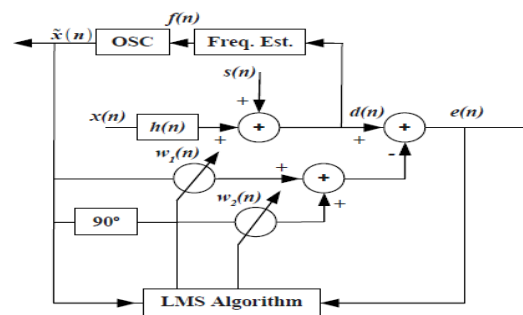 f(n)
x̃(n) OSC Freq. Est.
s(n)
+
x(n) h(n) + + d(n) + + e(n)
-
w₁(n) + +
w₂(n) +
90°
LMS Algorithm